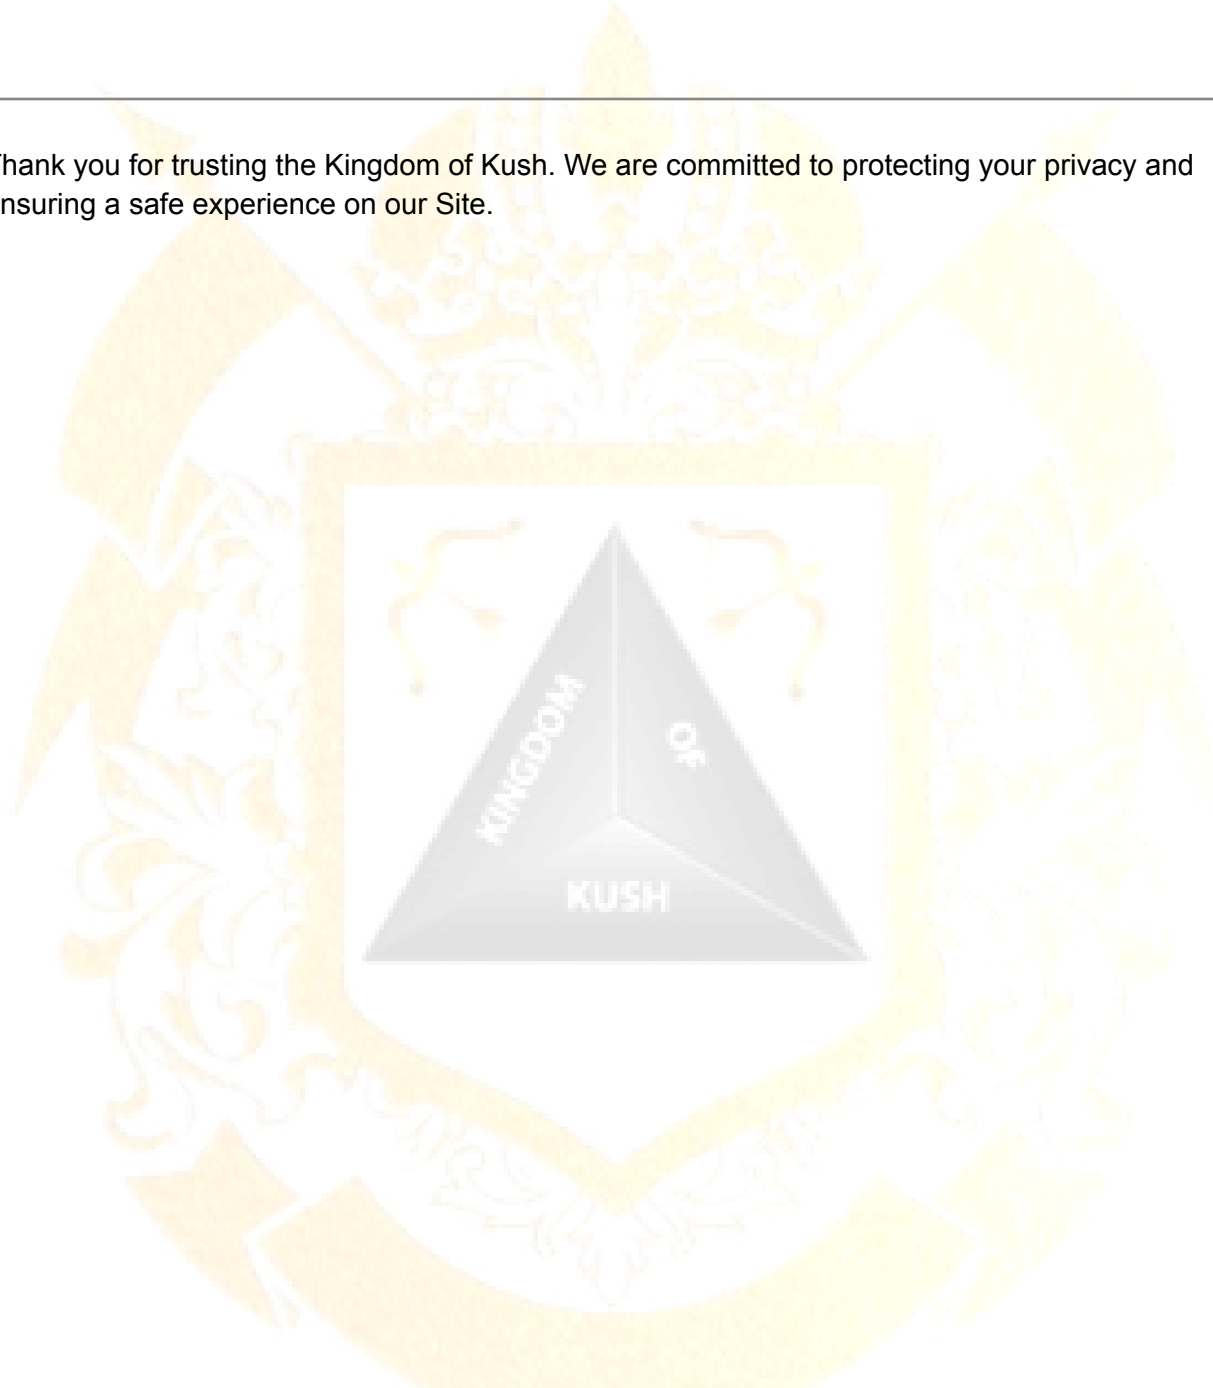 hank you for trusting the Kingdom of Kush. We are committed to protecting your privacy and
nsuring a safe experience on our Site.
KINGDOM
OF
KUSH